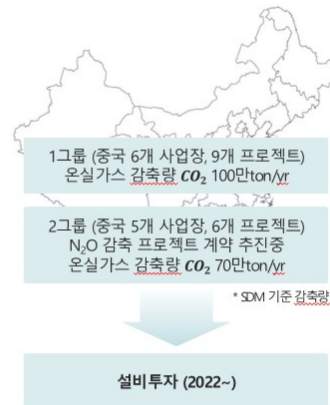 1그룹 (중국 6개 사업장, 9개 프로젝트)
온실가스 감축량 CO₂ 100만ton/yr
2그룹 (중국 5개 사업장, 6개 프로젝트)
N₂O 감축 프로젝트 계약 추진중
온실가스 감축량 CO₂ 70만ton/yr
* SDM 기준 감축량
설비투자 (2022~)